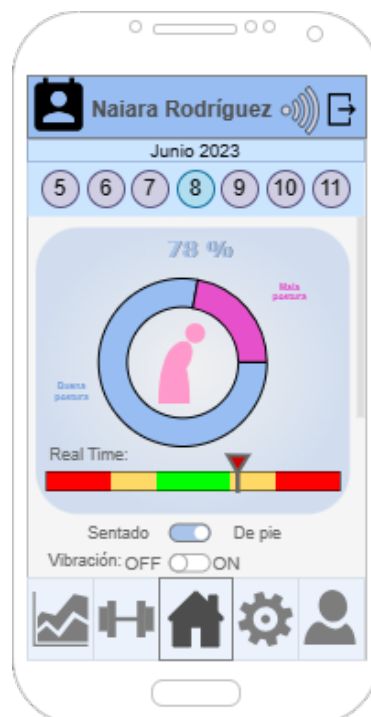 Naiara Rodríguez
Junio 2023
5 6 7 8 9 10 11
78 %
Mala
postura
Buena
postura
Real Time:
Sentado De pie
Vibración: OFF ON